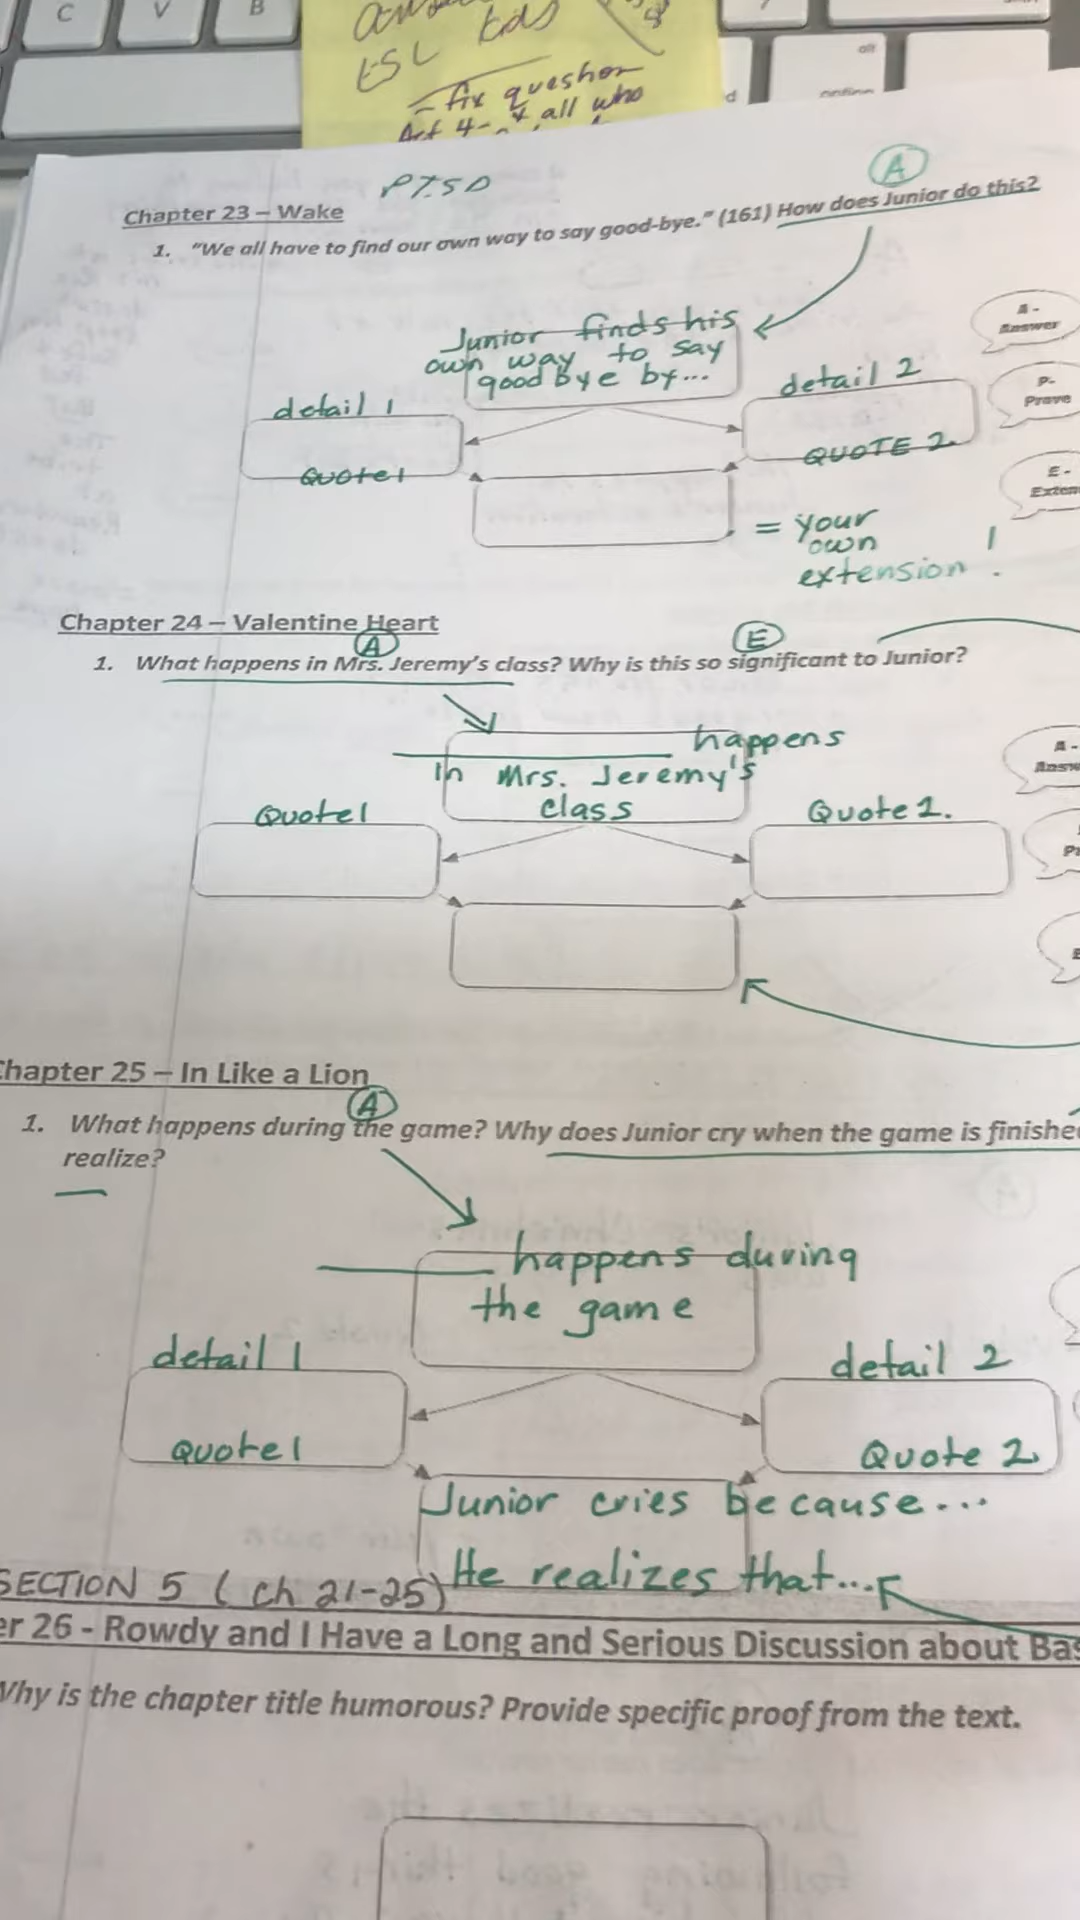 C V B
ESL kids
- fix question
all who
alt
PTSD
A
Chapter 23 – Wake
1. "We all have to find our own way to say good-bye." (161) How does Junior do this?
Junior finds his
own way to say
good bye by...
A -
Answer
detail 1
detail 2
P-
Prove
Quote 1
QUOTE 2
E -
= your
own
extension !
Chapter 24 – Valentine Heart
A
E
1. What happens in Mrs. Jeremy's class? Why is this so significant to Junior?
happens
in Mrs. Jeremy's
class
A -
Quote 1
Quote 2.
Chapter 25 – In Like a Lion
A
1. What happens during the game? Why does Junior cry when the game is finished
realize?
happens during
the game
detail 1
detail 2
Quote 1
Quote 2
Junior cries because...
He realizes that...
SECTION 5 (Ch 21-25)
er 26 - Rowdy and I Have a Long and Serious Discussion about Bas
Why is the chapter title humorous? Provide specific proof from the text.